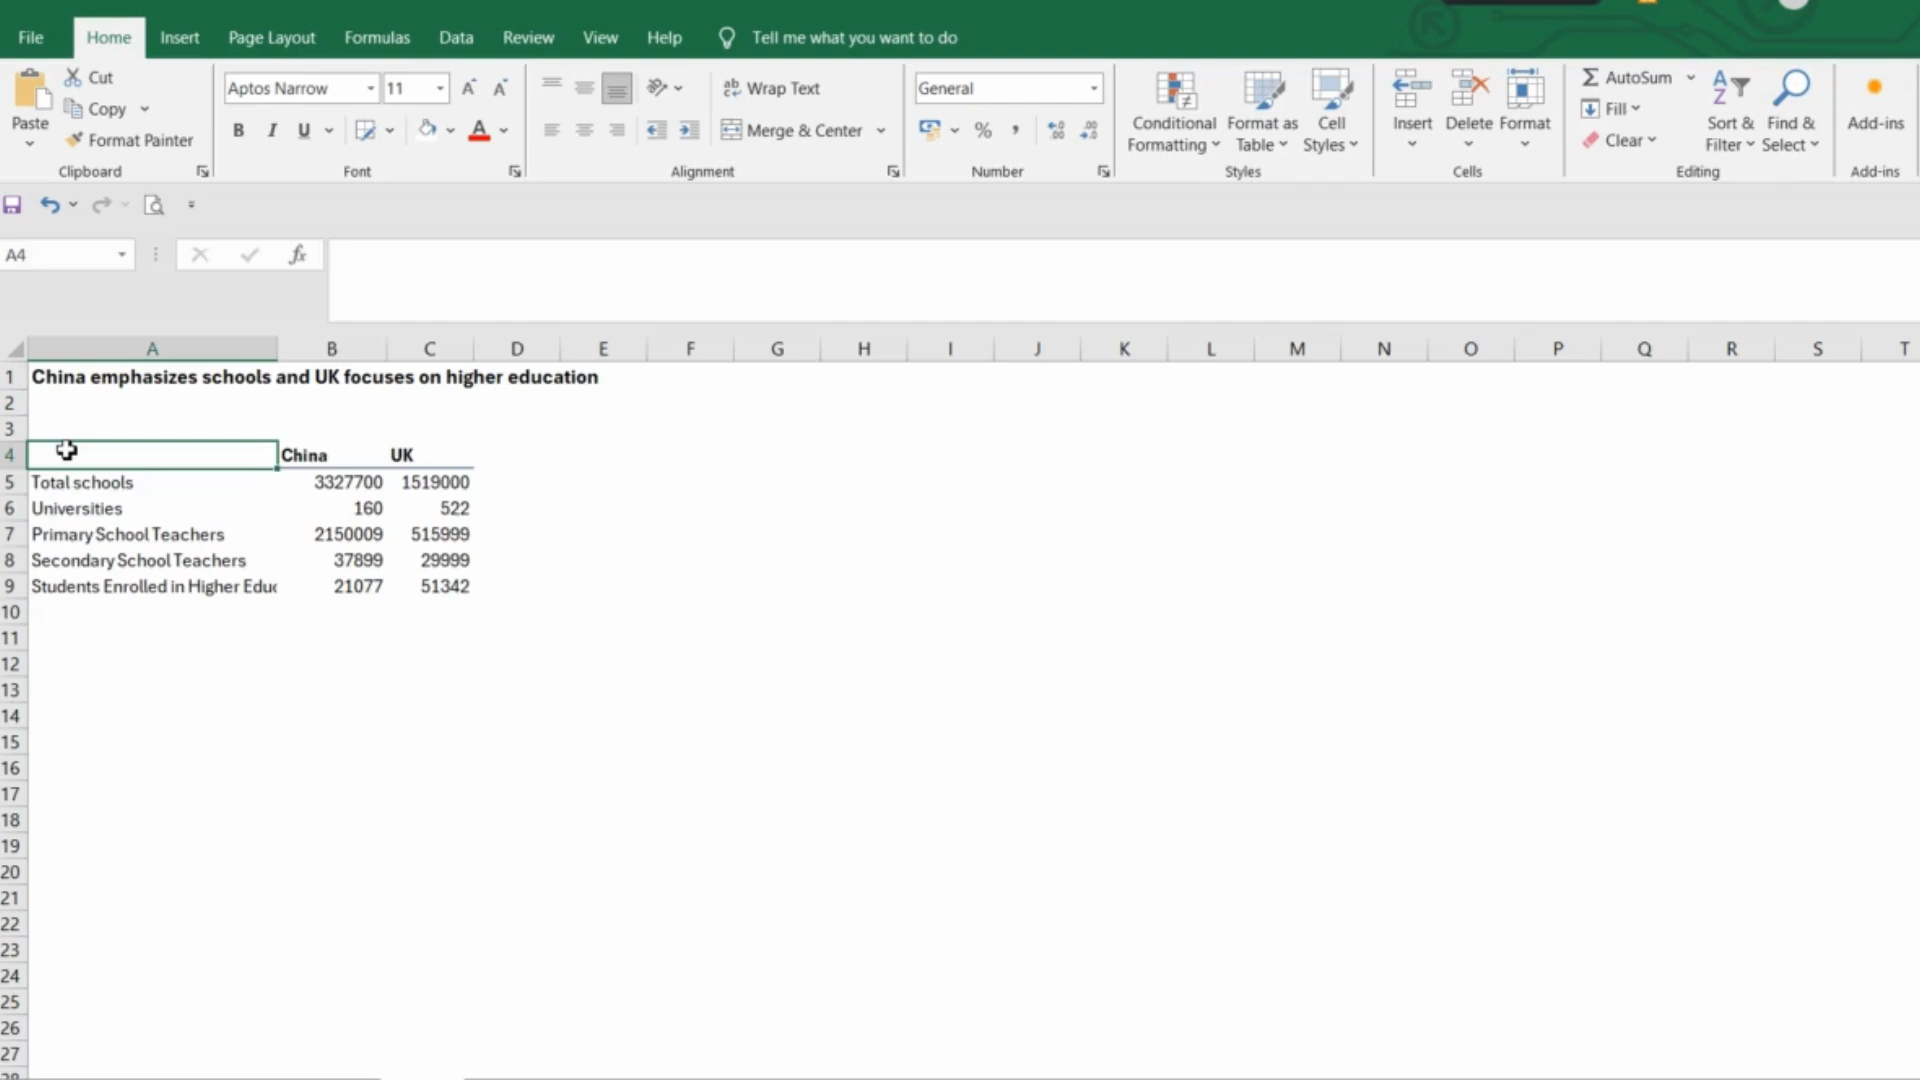 File Home Insert Page Layout Formulas Data Review View Help Tell me what you want to do
Paste Cut Copy Format Painter Clipboard
Aptos Narrow 11 A A B I U A Font
ab Wrap Text Merge & Center Alignment
General % , Number
Conditional Formatting Format as Table Cell Styles Styles
Insert Delete Format Cells
Σ AutoSum Fill Clear Sort & Filter Find & Select Editing
Add-ins Add-ins
A4 fx
A B C D E F G H I J K L M N O P Q R S T
1 China emphasizes schools and UK focuses on higher education
2
3
4 China UK
5 Total schools 3327700 1519000
6 Universities 160 522
7 Primary School Teachers 2150009 515999
8 Secondary School Teachers 37899 29999
9 Students Enrolled in Higher Educ 21077 51342
10
11
12
13
14
15
16
17
18
19
20
21
22
23
24
25
26
27
28